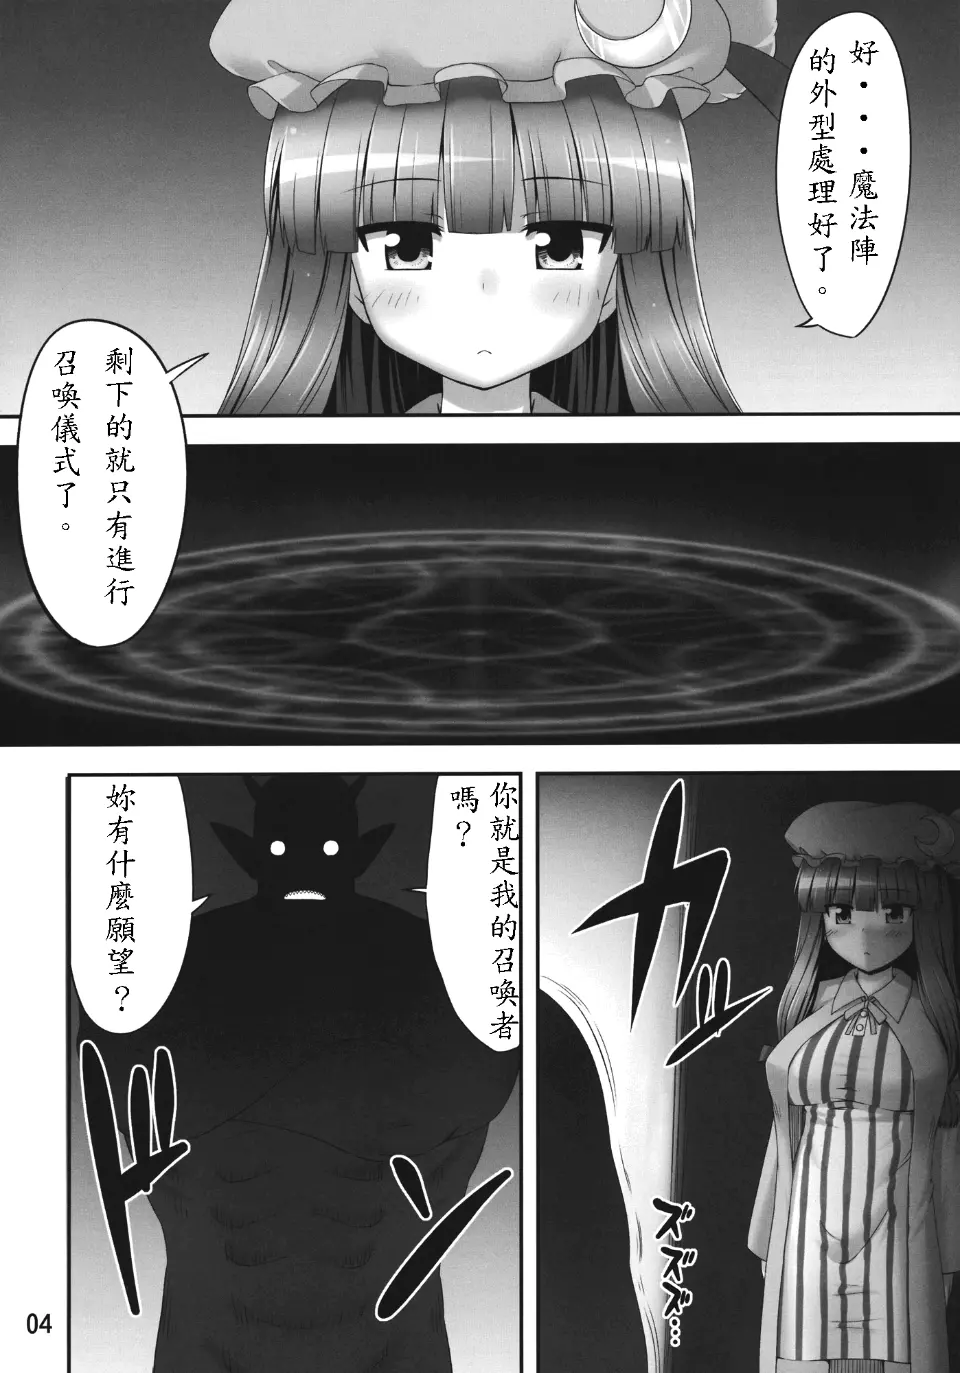 好・・・魔法陣
的外型處理好了。
剩下的就只有進行
召喚儀式了。
カッ
ズズズ…
你就是我的召喚者
嗎？
妳有什麼願望？
ドン
04